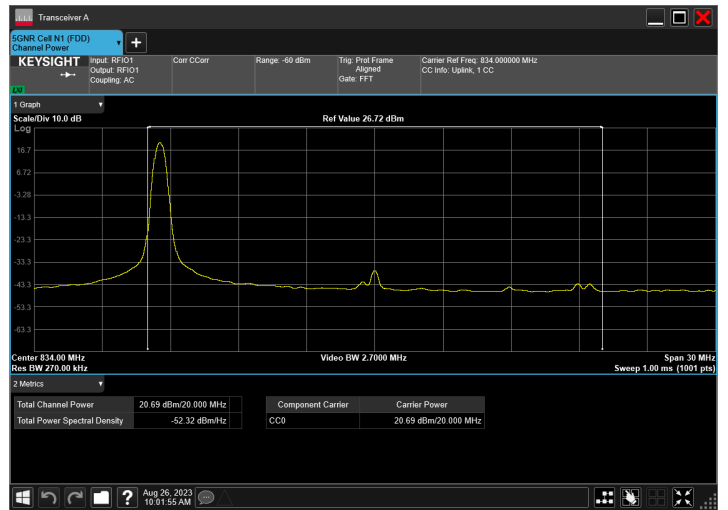 Transceiver A
5GNR Cell N1 (FDD)
Channel Power
KEYSIGHT
LXI
Input: RFIO1
Output: RFIO1
Coupling: AC
Corr CCorr
Range: -60 dBm
Trig: Prot Frame
Aligned
Gate: FFT
Carrier Ref Freq: 834.000000 MHz
CC Info: Uplink, 1 CC
1 Graph
Scale/Div 10.0 dB
Ref Value 26.72 dBm
Log
16.7
6.72
-3.28
-13.3
-23.3
-33.3
-43.3
-53.3
-63.3
Center 834.00 MHz
Video BW 2.7000 MHz
Span 30 MHz
Res BW 270.00 kHz
Sweep 1.00 ms (1001 pts)
2 Metrics
Total Channel Power 20.69 dBm/20.000 MHz
Total Power Spectral Density -52.32 dBm/Hz
Component Carrier Carrier Power
CC0 20.69 dBm/20.000 MHz
?
Aug 26, 2023
10:01:55 AM